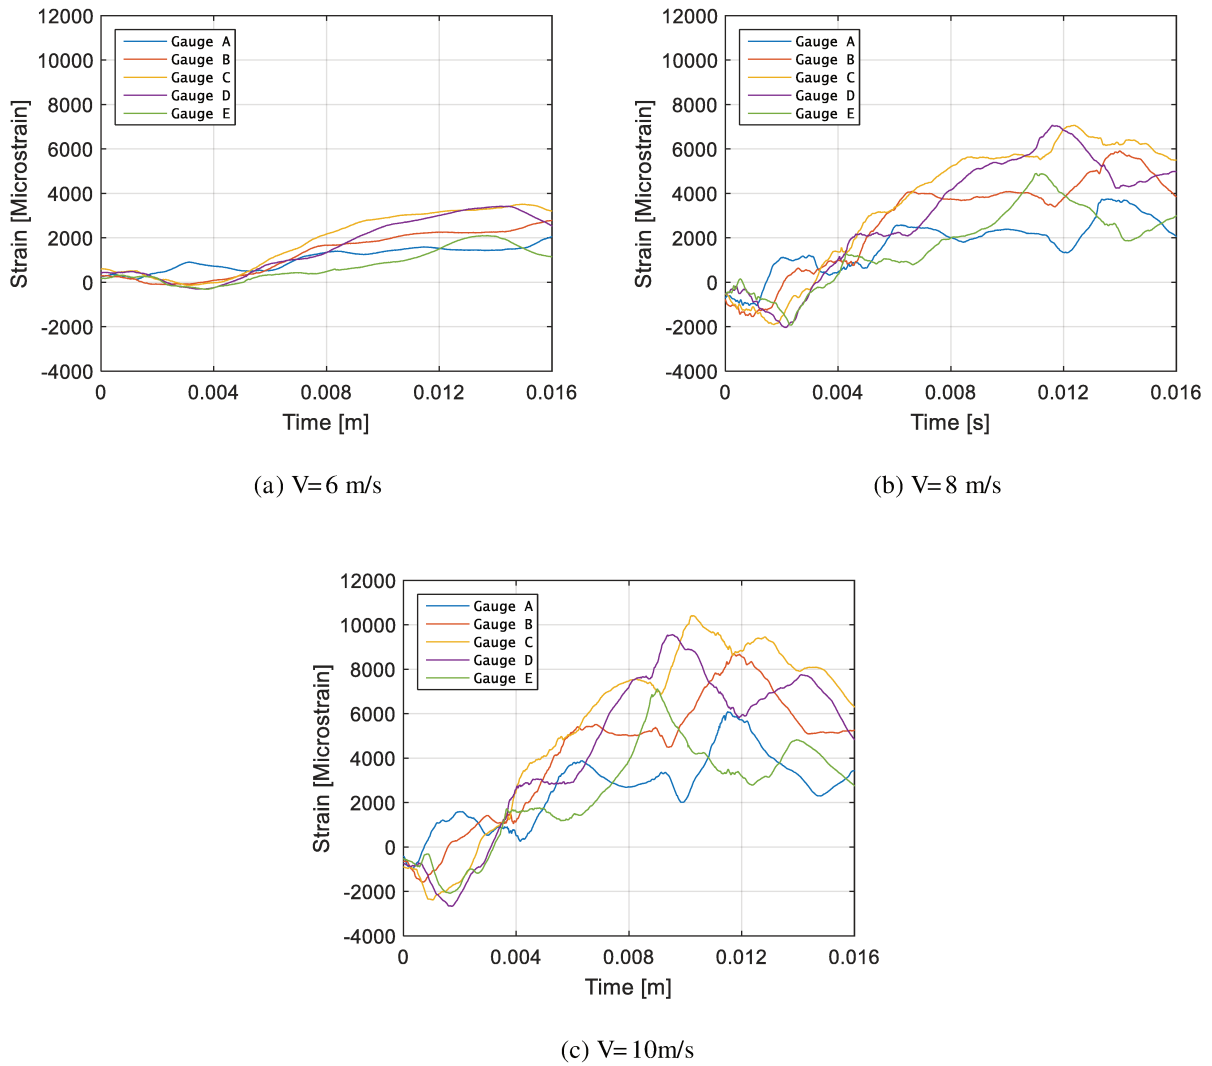 12000
10000
8000
6000
4000
2000
0
-2000
-4000
Strain [Microstrain]
Gauge A
Gauge B
Gauge C
Gauge D
Gauge E
0 0.004 0.008 0.012 0.016
Time [m]
(a) V=6 m/s
12000
10000
8000
6000
4000
2000
0
-2000
-4000
Strain [Microstrain]
Gauge A
Gauge B
Gauge C
Gauge D
Gauge E
0 0.004 0.008 0.012 0.016
Time [s]
(b) V=8 m/s
12000
10000
8000
6000
4000
2000
0
-2000
-4000
Strain [Microstrain]
Gauge A
Gauge B
Gauge C
Gauge D
Gauge E
0 0.004 0.008 0.012 0.016
Time [m]
(c) V=10m/s